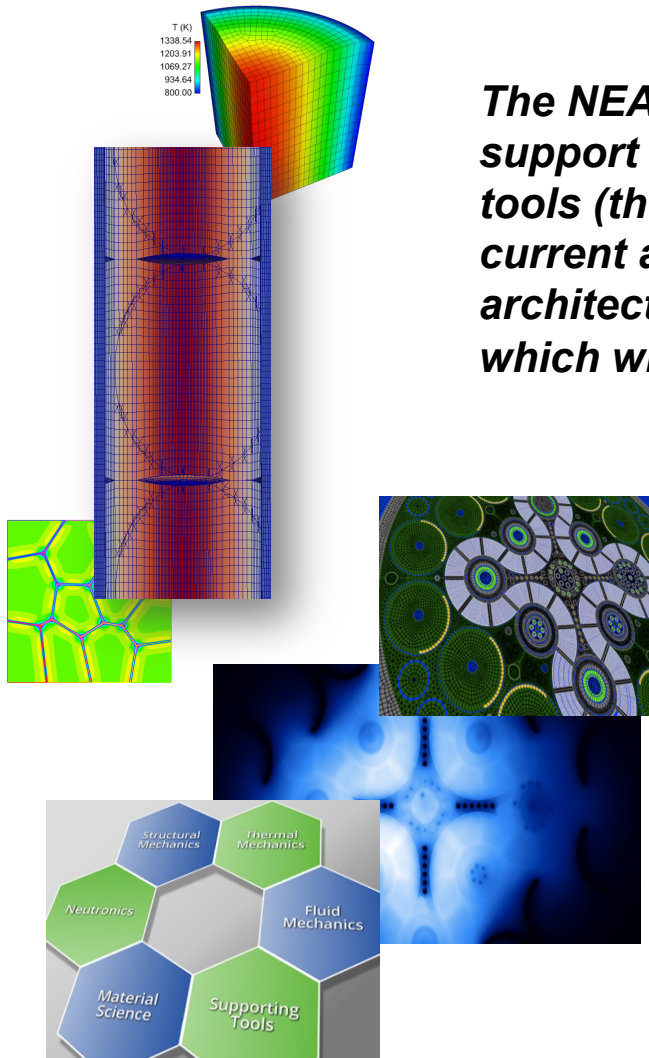 T (K)
1338.54
1203.91
1069.27
934.64
800.00
The NEA
support
tools (th
current a
architect
which w
Structural
Mechanics
Thermal
Mechanics
Neutronics
Fluid
Mechanics
Material
Science
Supporting
Tools